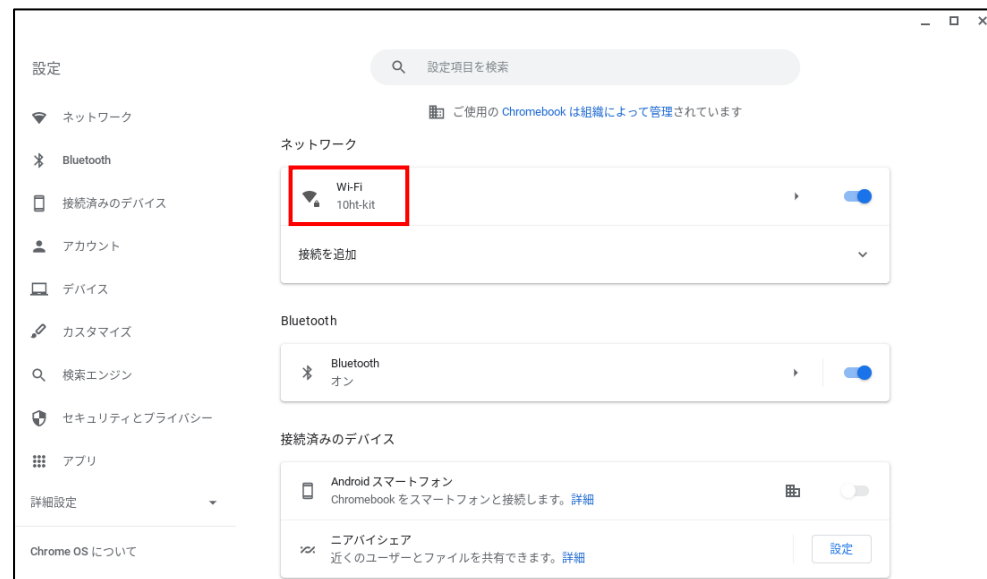 設定
設定項目を検索
ご使用の Chromebook は組織によって管理されています
ネットワーク
Bluetooth
接続済みのデバイス
アカウント
デバイス
カスタマイズ
検索エンジン
セキュリティとプライバシー
アプリ
詳細設定
Chrome OS について
ネットワーク
Wi-Fi
10ht-kit
接続を追加
Bluetooth
Bluetooth
オン
接続済みのデバイス
Android スマートフォン
Chromebook をスマートフォンと接続します。詳細
ニアバイシェア
近くのユーザーとファイルを共有できます。詳細
設定